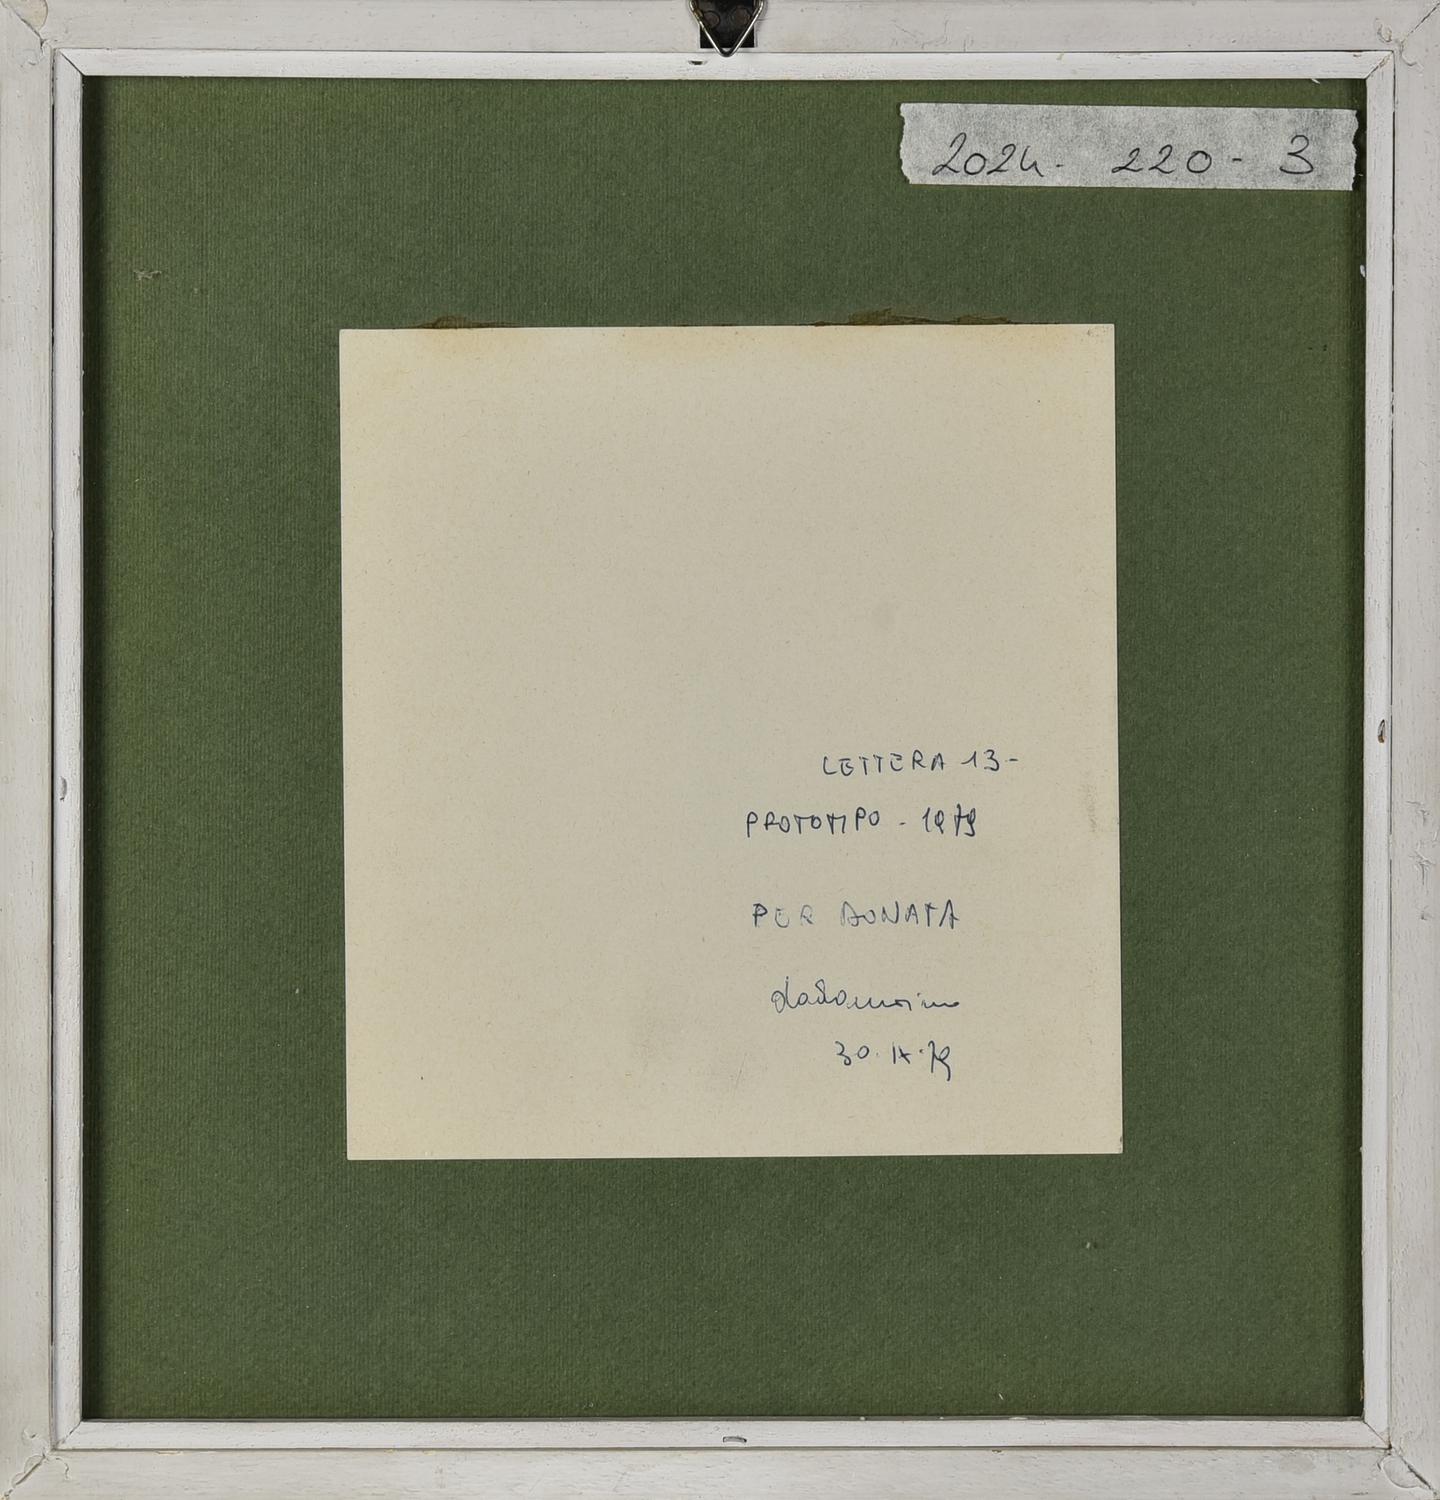 2024- 220- 3
LETTERA 13-
PROTOTIPO - 1979
PER DONATA
30·IX·79